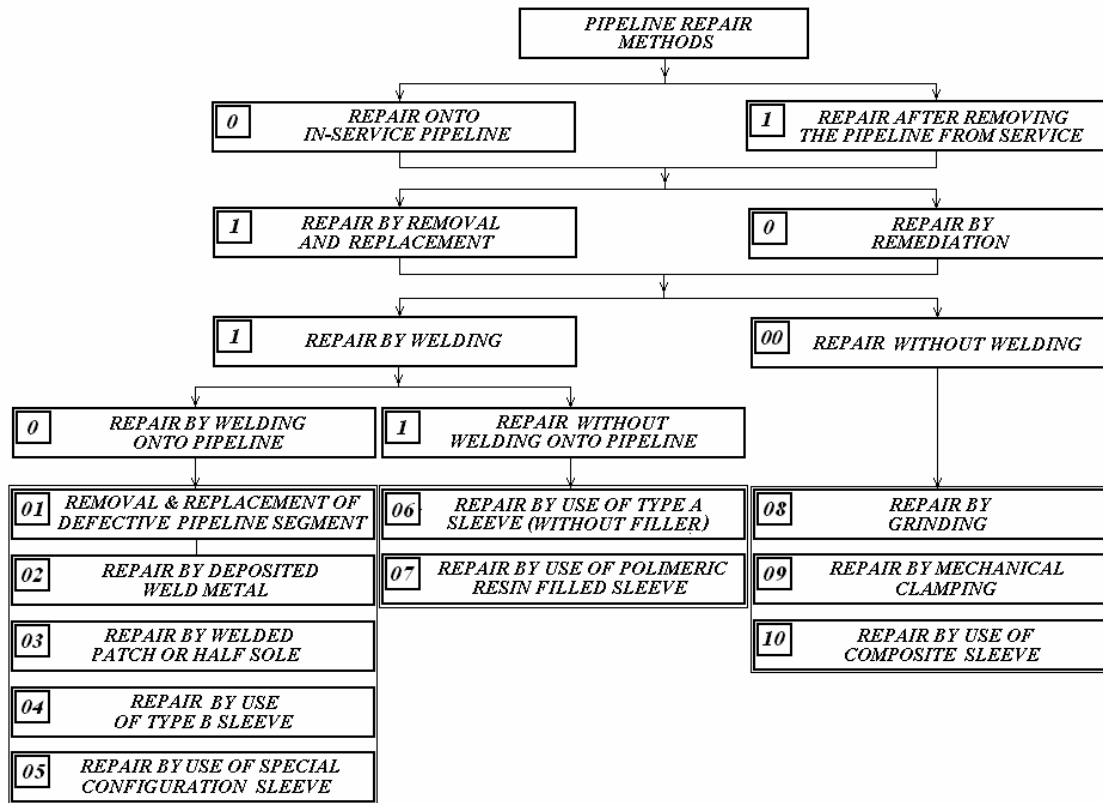 PIPELINE REPAIR
METHODS
0
REPAIR ONTO
IN-SERVICE PIPELINE
1
REPAIR AFTER REMOVING
THE PIPELINE FROM SERVICE
1
REPAIR BY REMOVAL
AND REPLACEMENT
0
REPAIR BY
REMEDIATION
1
REPAIR BY WELDING
00
REPAIR WITHOUT WELDING
0
REPAIR BY WELDING
ONTO PIPELINE
1
REPAIR WITHOUT
WELDING ONTO PIPELINE
01
REMOVAL & REPLACEMENT OF
DEFECTIVE PIPELINE SEGMENT
02
REPAIR BY DEPOSITED
WELD METAL
03
REPAIR BY WELDED
PATCH OR HALF SOLE
04
REPAIR BY USE
OF TYPE B SLEEVE
05
REPAIR BY USE OF SPECIAL
CONFIGURATION SLEEVE
06
REPAIR BY USE OF TYPE A
SLEEVE (WITHOUT FILLER)
07
REPAIR BY USE OF POLIMERIC
RESIN FILLED SLEEVE
08
REPAIR BY
GRINDING
09
REPAIR BY MECHANICAL
CLAMPING
10
REPAIR BY USE OF
COMPOSITE SLEEVE